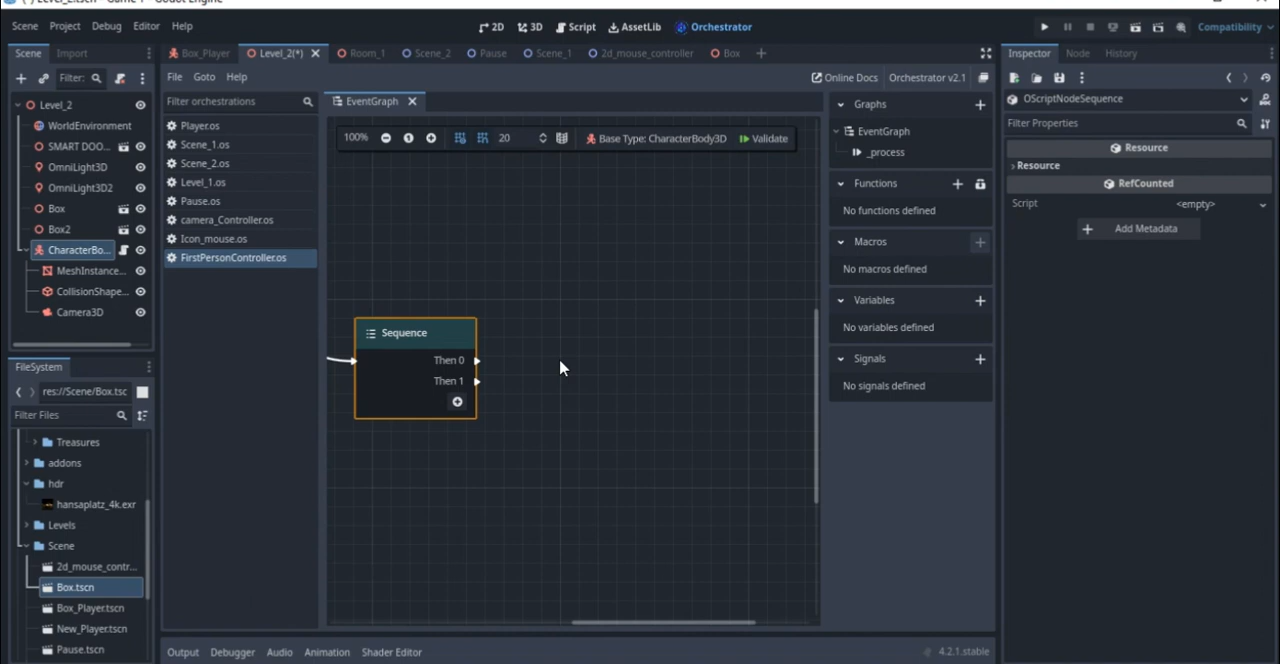 Scene Project Debug Editor Help
2D 3D Script AssetLib Orchestrator
Compatibility
Scene Import
Filter:
Level_2
WorldEnvironment
SMART DOO...
OmniLight3D
OmniLight3D2
Box
Box2
CharacterBo...
MeshInstance...
CollisionShape...
Camera3D
FileSystem
res://Scene/Box.tsc
Filter Files
Treasures
addons
hdr
hansaplatz_4k.exr
Levels
Scene
2d_mouse_contr...
Box.tscn
Box_Player.tscn
New_Player.tscn
Pause.tscn
Box_Player Level_2(*) Room_1 Scene_2 Pause Scene_1 2d_mouse_controller Box
File Goto Help
Online Docs Orchestrator v2.1
Filter orchestrations
Player.os
Scene_1.os
Scene_2.os
Level_1.os
Pause.os
camera_Controller.os
Icon_mouse.os
FirstPersonController.os
EventGraph
100% 20 Base Type: CharacterBody3D Validate
Sequence
Then 0
Then 1
Graphs
EventGraph
_process
Functions
No functions defined
Macros
No macros defined
Variables
No variables defined
Signals
No signals defined
Output Debugger Audio Animation Shader Editor
4.2.1.stable
Inspector Node History
OScriptNodeSequence
Filter Properties
Resource
Resource
RefCounted
Script <empty>
Add Metadata